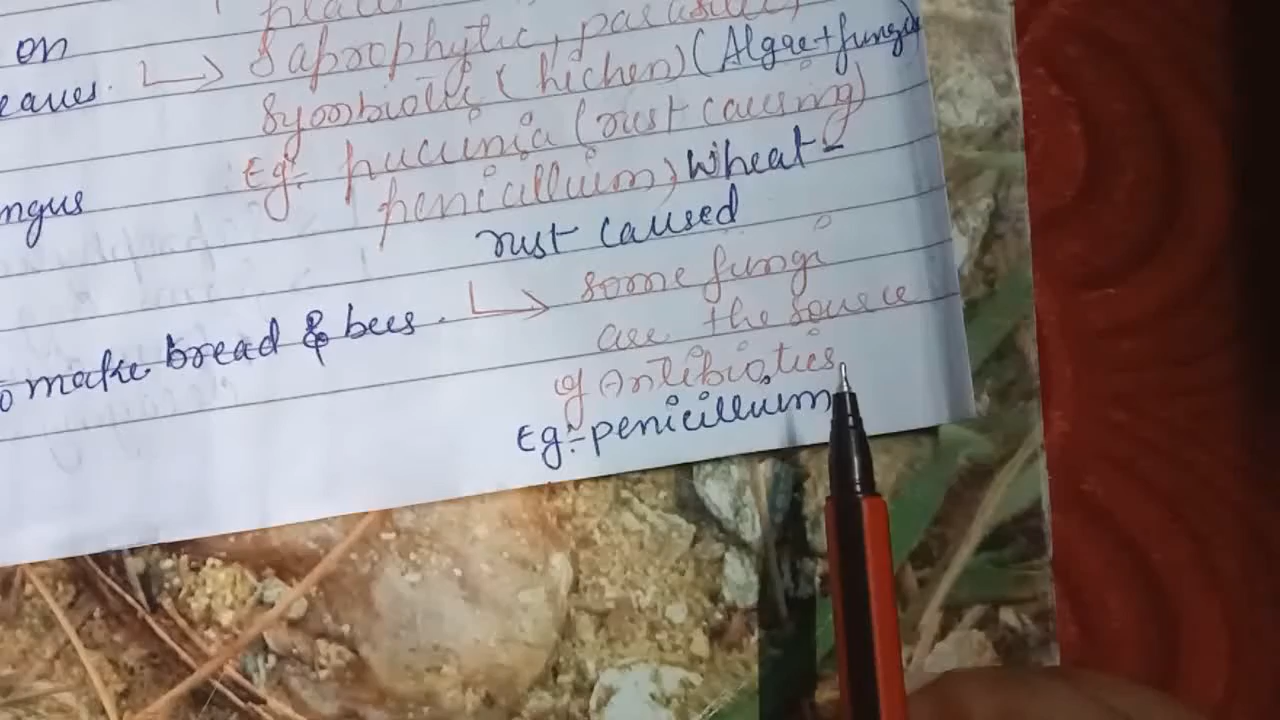 on
Saprophytic, parasitic,
eaves.
Symbiotic (lichen) (Algae+fungi)
Eg:- puccinia (rust causing)
ngus
penicillium) Wheat-
rust caused
some fungi
make bread & bees.
are the source
of Antibiotics.
Eg:- penicillium